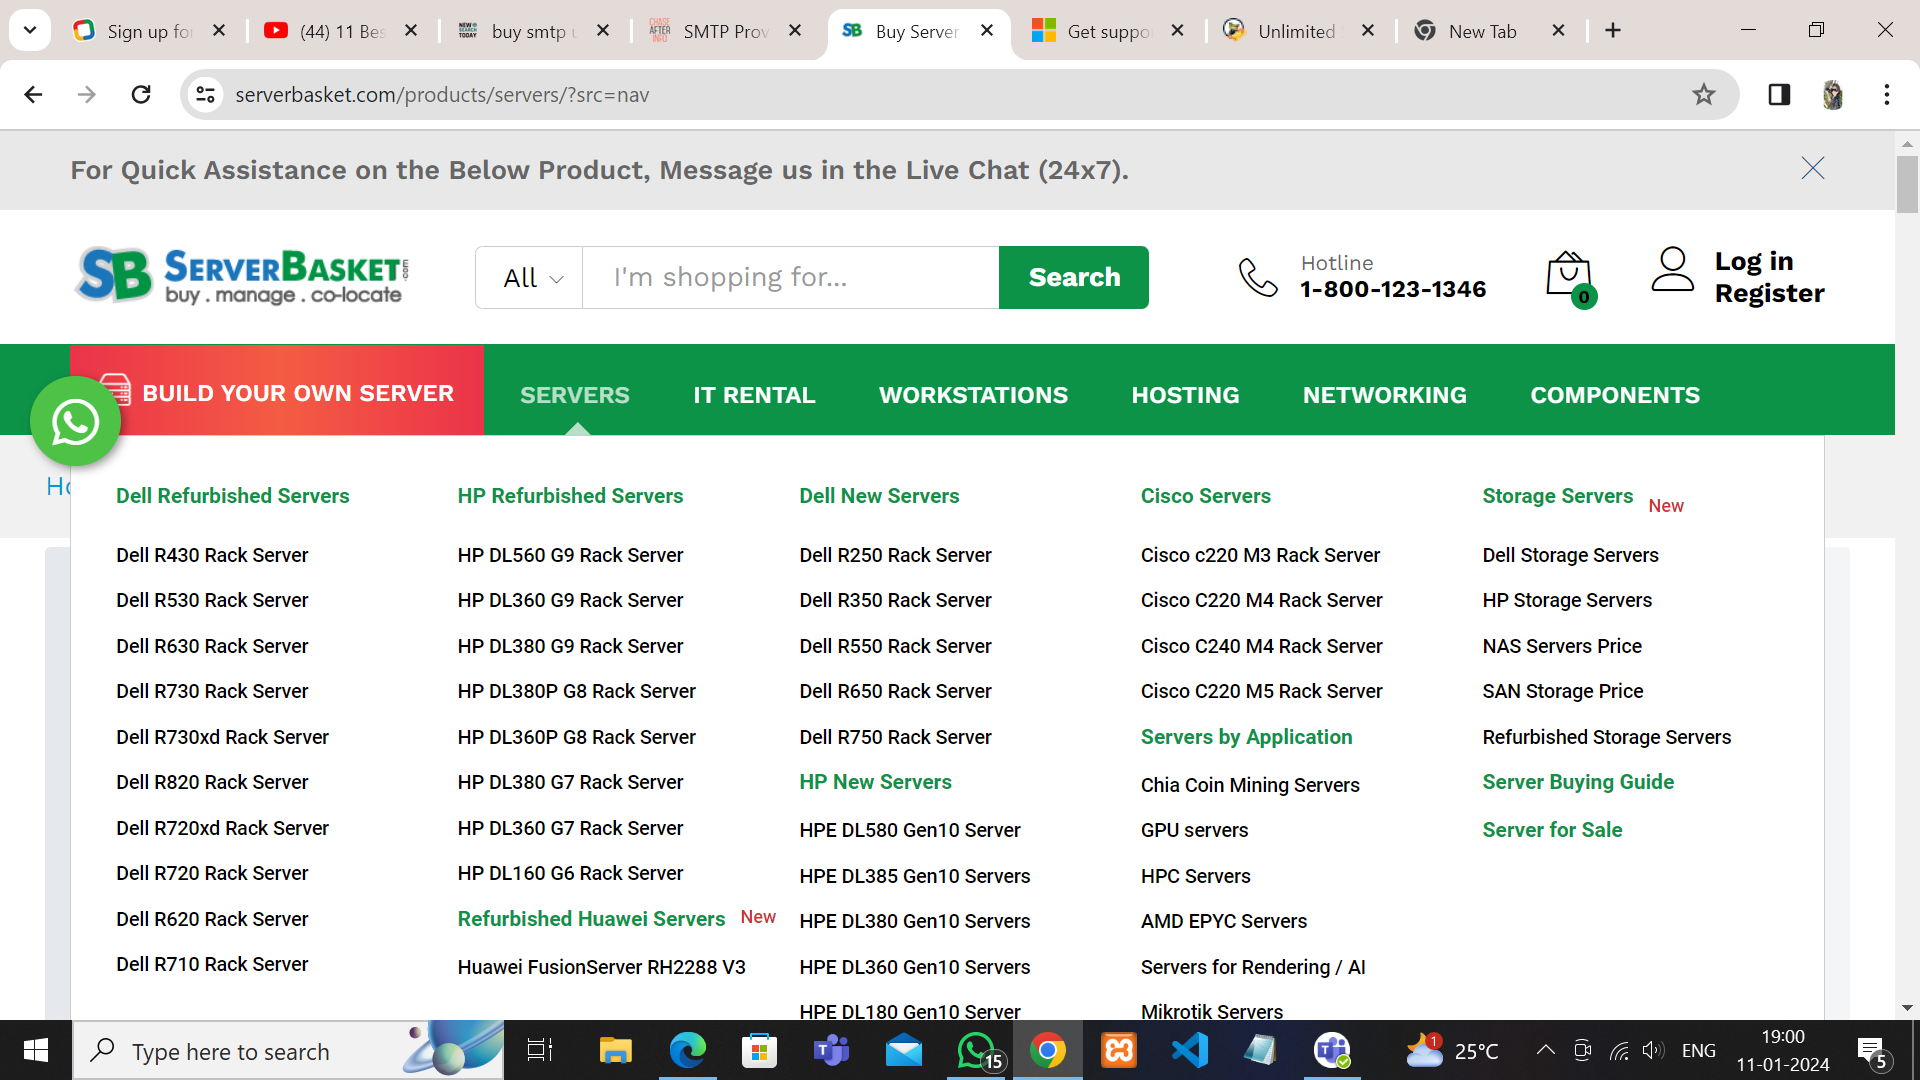 Sign up for
(44) 11 Bes
NEW SEARCH TODAY
buy smtp u
CHASE AFTER INFO
SMTP Prov
SB
Buy Server
Get suppo
Unlimited
New Tab
serverbasket.com/products/servers/?src=nav
For Quick Assistance on the Below Product, Message us in the Live Chat (24x7).
SB SERVERBASKET
buy . manage . co-locate
All
I'm shopping for...
Search
Hotline
1-800-123-1346
0
Log in
Register
BUILD YOUR OWN SERVER
SERVERS
IT RENTAL
WORKSTATIONS
HOSTING
NETWORKING
COMPONENTS
Ho
Dell Refurbished Servers
Dell R430 Rack Server
Dell R530 Rack Server
Dell R630 Rack Server
Dell R730 Rack Server
Dell R730xd Rack Server
Dell R820 Rack Server
Dell R720xd Rack Server
Dell R720 Rack Server
Dell R620 Rack Server
Dell R710 Rack Server
HP Refurbished Servers
HP DL560 G9 Rack Server
HP DL360 G9 Rack Server
HP DL380 G9 Rack Server
HP DL380P G8 Rack Server
HP DL360P G8 Rack Server
HP DL380 G7 Rack Server
HP DL360 G7 Rack Server
HP DL160 G6 Rack Server
Refurbished Huawei Servers New
Huawei FusionServer RH2288 V3
Dell New Servers
Dell R250 Rack Server
Dell R350 Rack Server
Dell R550 Rack Server
Dell R650 Rack Server
Dell R750 Rack Server
HP New Servers
HPE DL580 Gen10 Server
HPE DL385 Gen10 Servers
HPE DL380 Gen10 Servers
HPE DL360 Gen10 Servers
HPE DL180 Gen10 Server
Cisco Servers
Cisco c220 M3 Rack Server
Cisco C220 M4 Rack Server
Cisco C240 M4 Rack Server
Cisco C220 M5 Rack Server
Servers by Application
Chia Coin Mining Servers
GPU servers
HPC Servers
AMD EPYC Servers
Servers for Rendering / AI
Mikrotik Servers
Storage Servers New
Dell Storage Servers
HP Storage Servers
NAS Servers Price
SAN Storage Price
Refurbished Storage Servers
Server Buying Guide
Server for Sale
Type here to search
15
1
25°C
ENG
19:00
11-01-2024
5